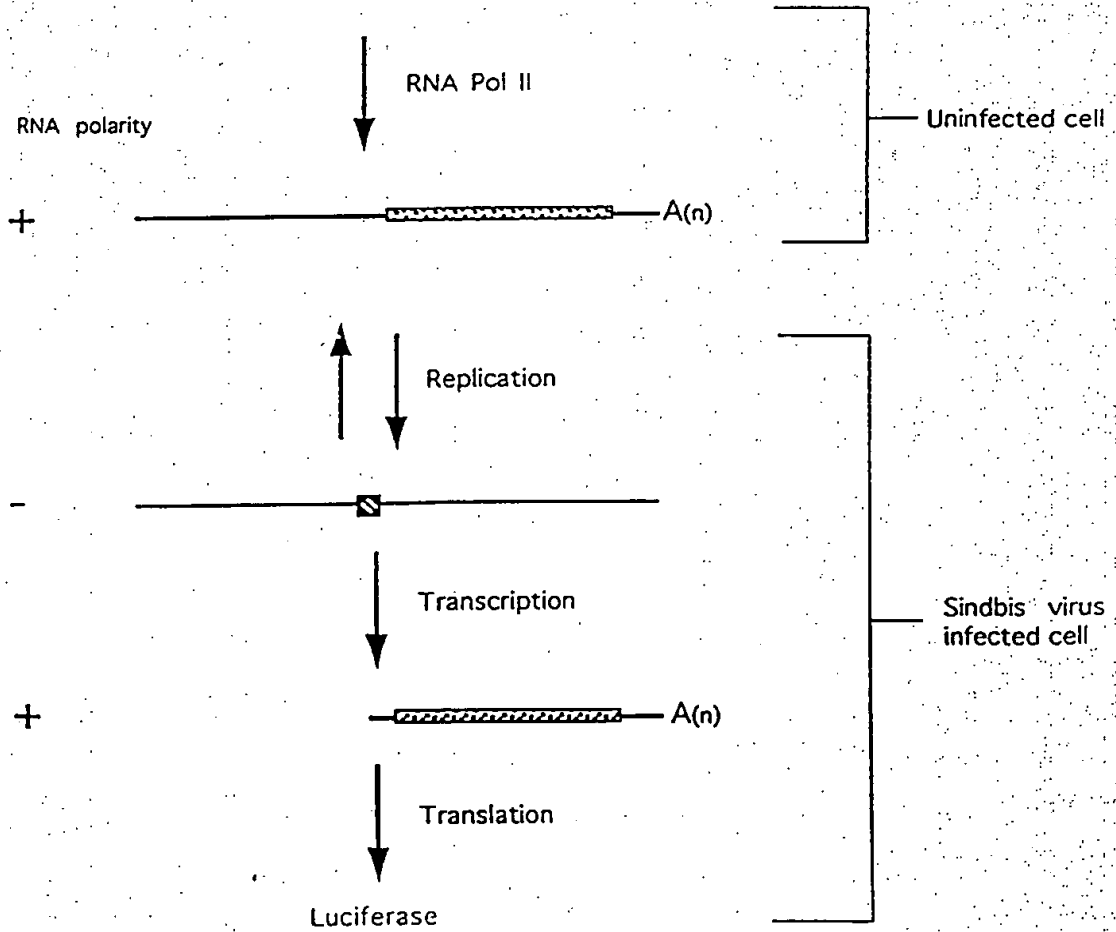 RNA Pol II
RNA polarity
Uninfected cell
+
A(n)
Replication
-
Transcription
Sindbis virus
infected cell
+
A(n)
Translation
Luciferase